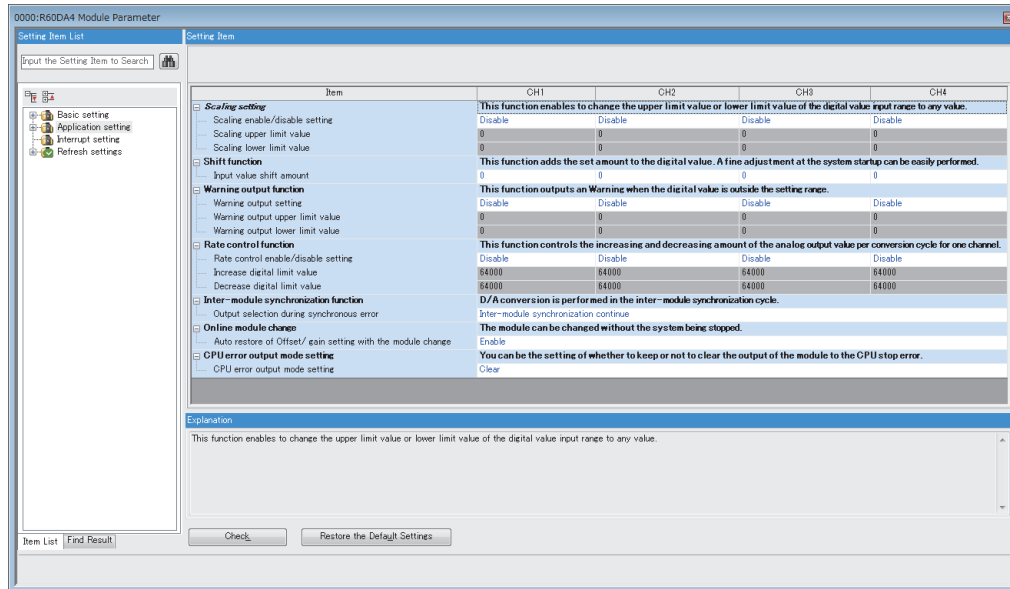 0000:R60DA4 Module Parameter
Setting Item List
Setting Item
Input the Setting Item to Search
Basic setting
Application setting
Interrupt setting
Refresh settings
Item List
Find Result
Item CH1 CH2 CH3 CH4
Scaling setting This function enables to change the upper limit value or lower limit value of the digital value input range to any value.
Scaling enable/disable setting Disable Disable Disable Disable
Scaling upper limit value 0 0 0 0
Scaling lower limit value 0 0 0 0
Shift function This function adds the set amount to the digital value. A fine adjustment at the system startup can be easily performed.
Input value shift amount 0 0 0 0
Warning output function This function outputs an Warning when the digital value is outside the setting range.
Warning output setting Disable Disable Disable Disable
Warning output upper limit value 0 0 0 0
Warning output lower limit value 0 0 0 0
Rate control function This function controls the increasing and decreasing amount of the analog output value per conversion cycle for one channel.
Rate control enable/disable setting Disable Disable Disable Disable
Increase digital limit value 64000 64000 64000 64000
Decrease digital limit value 64000 64000 64000 64000
Inter-module synchronization function D/A conversion is performed in the inter-module synchronization cycle.
Output selection during synchronous error Inter-module synchronization continue
Online module change The module can be changed without the system being stopped.
Auto restore of Offset/ gain setting with the module change Enable
CPU error output mode setting You can be the setting of whether to keep or not to clear the output of the module to the CPU stop error.
CPU error output mode setting Clear
Explanation
This function enables to change the upper limit value or lower limit value of the digital value input range to any value.
Check
Restore the Default Settings